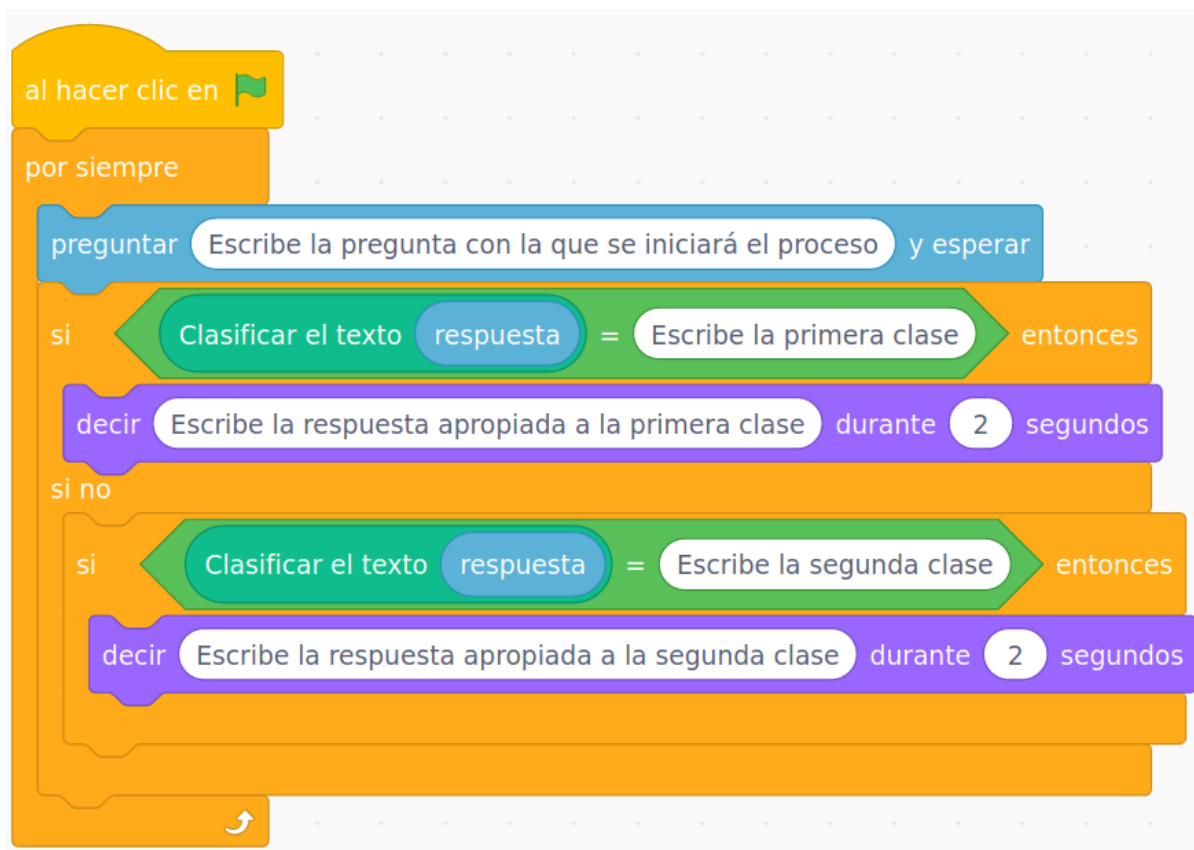 al hacer clic en
por siempre
preguntar Escribe la pregunta con la que se iniciará el proceso y esperar
si Clasificar el texto respuesta = Escribe la primera clase entonces
decir Escribe la respuesta apropiada a la primera clase durante 2 segundos
si no
si Clasificar el texto respuesta = Escribe la segunda clase entonces
decir Escribe la respuesta apropiada a la segunda clase durante 2 segundos